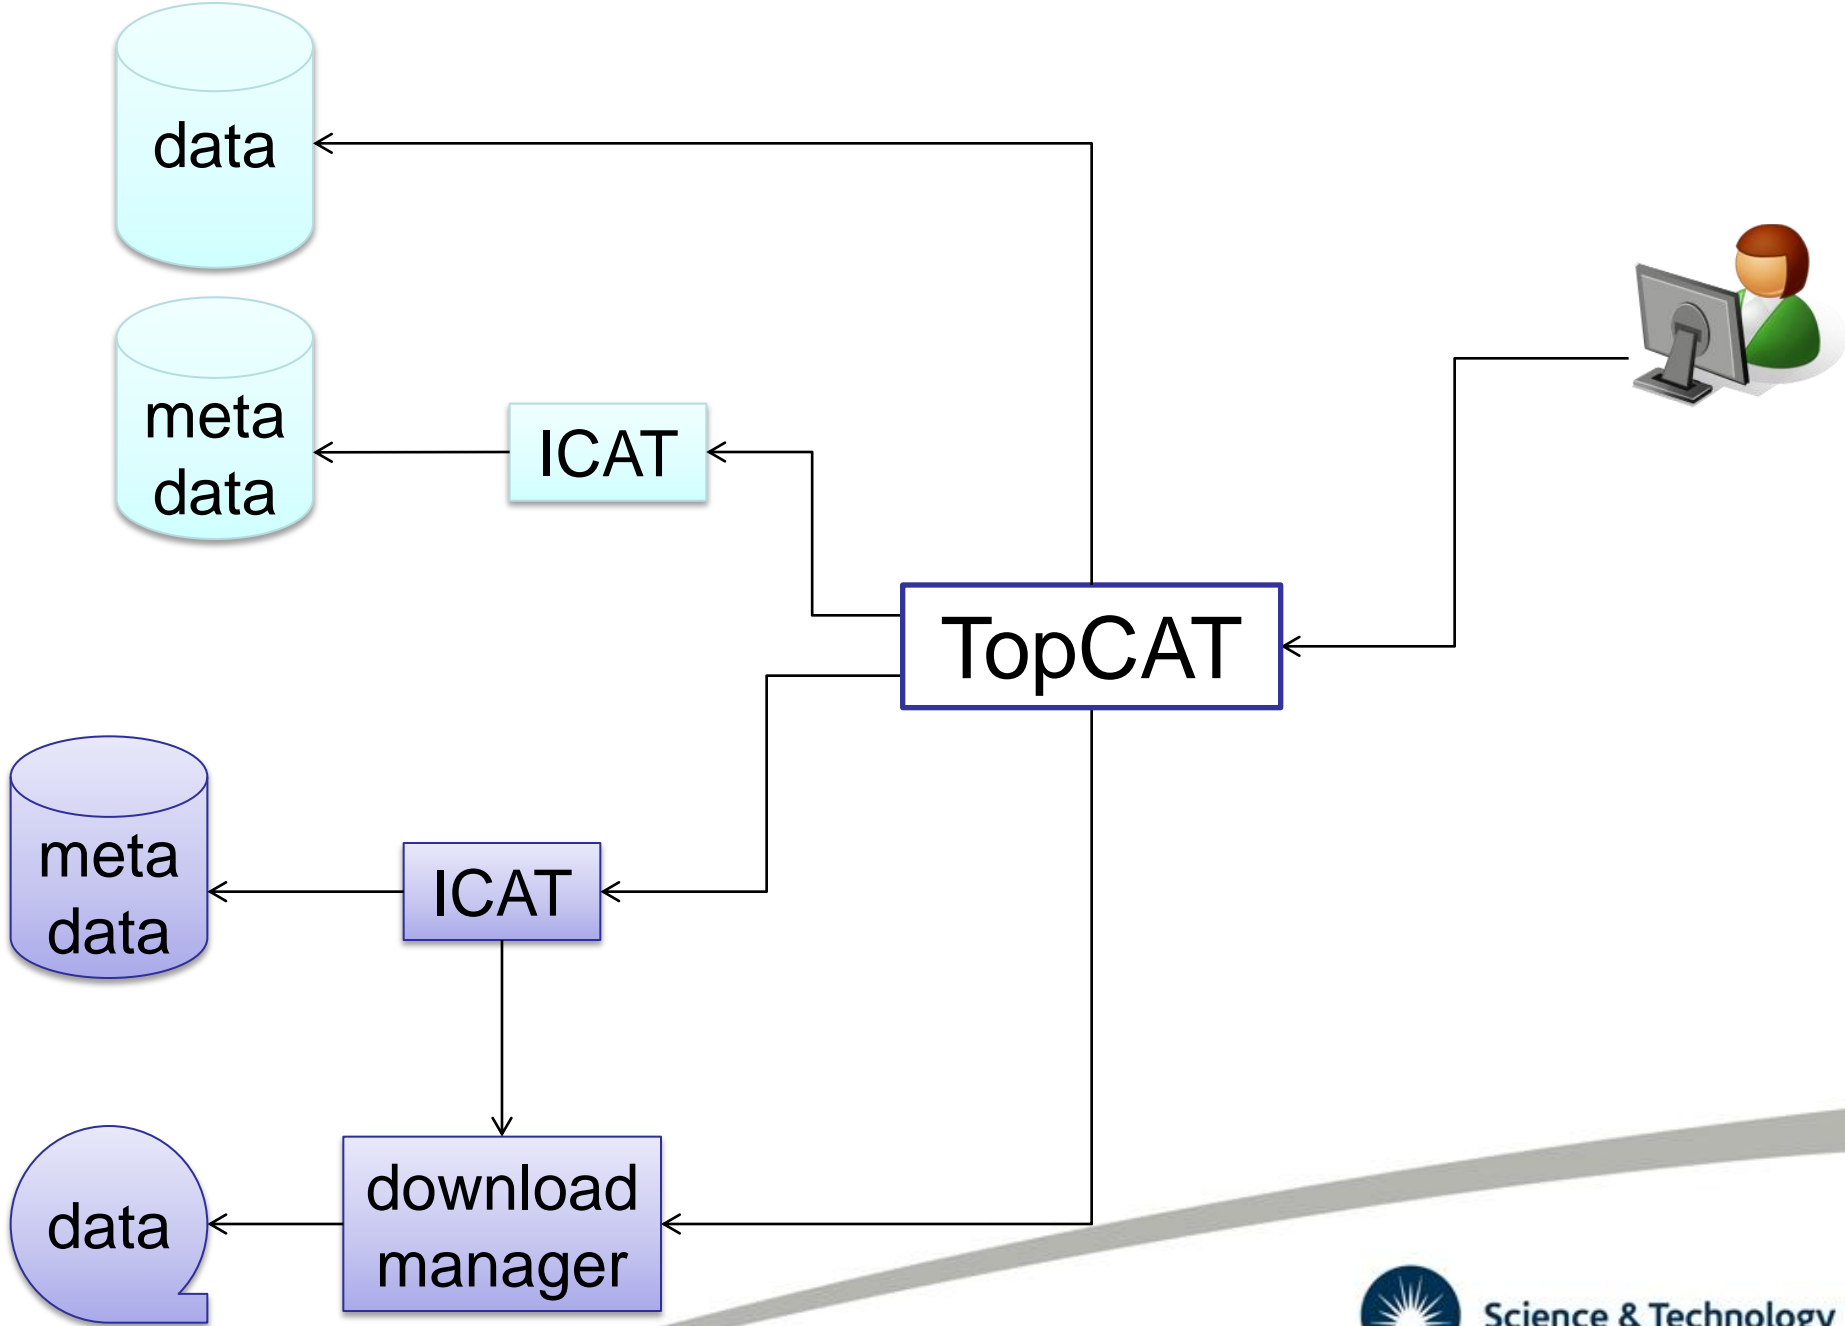 data
meta
data
ICAT
TopCAT
meta
data
ICAT
data
download
manager
Science & Technology